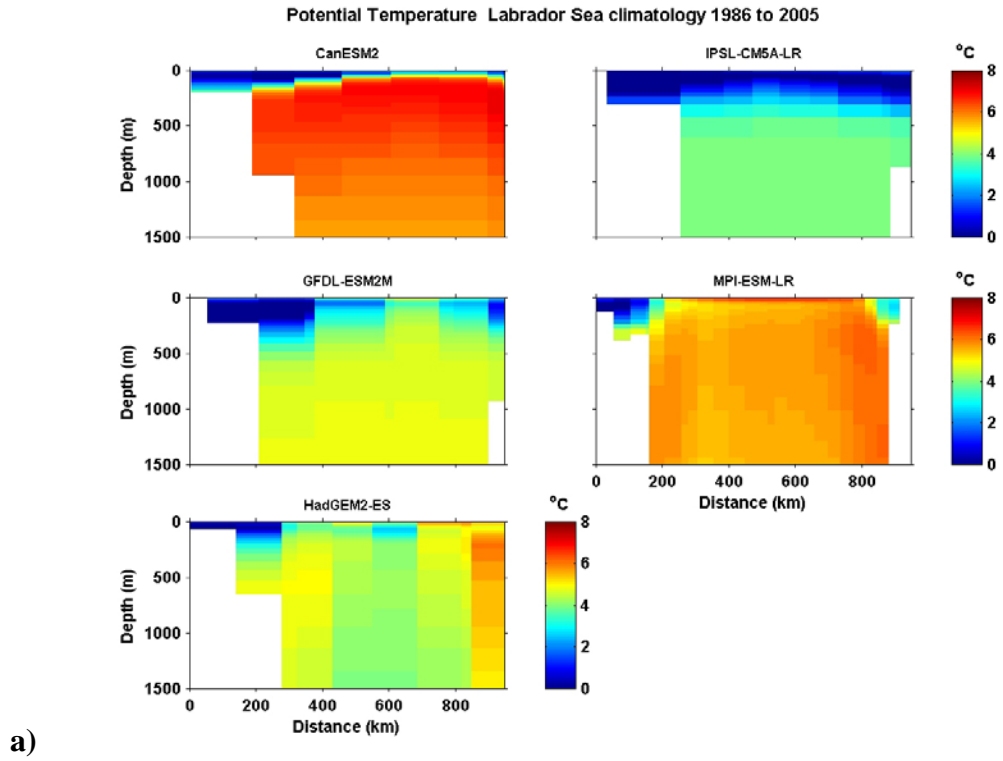 Potential Temperature Labrador Sea climatology 1986 to 2005
CanESM2
IPSL-CM5A-LR
°C
0
500
1000
1500
Depth (m)
8
6
4
2
0
GFDL-ESM2M
MPI-ESM-LR
0
500
1000
1500
Depth (m)
8
6
4
2
0
0 200 400 600 800
Distance (km)
HadGEM2-ES
°C
0
500
1000
1500
Depth (m)
8
6
4
2
0
0 200 400 600 800
Distance (km)
a)